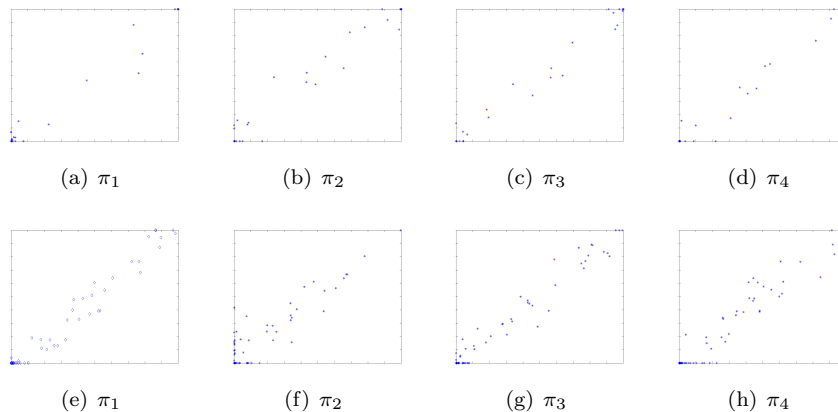 (a) π₁
(b) π₂
(c) π₃
(d) π₄
(e) π₁
(f) π₂
(g) π₃
(h) π₄